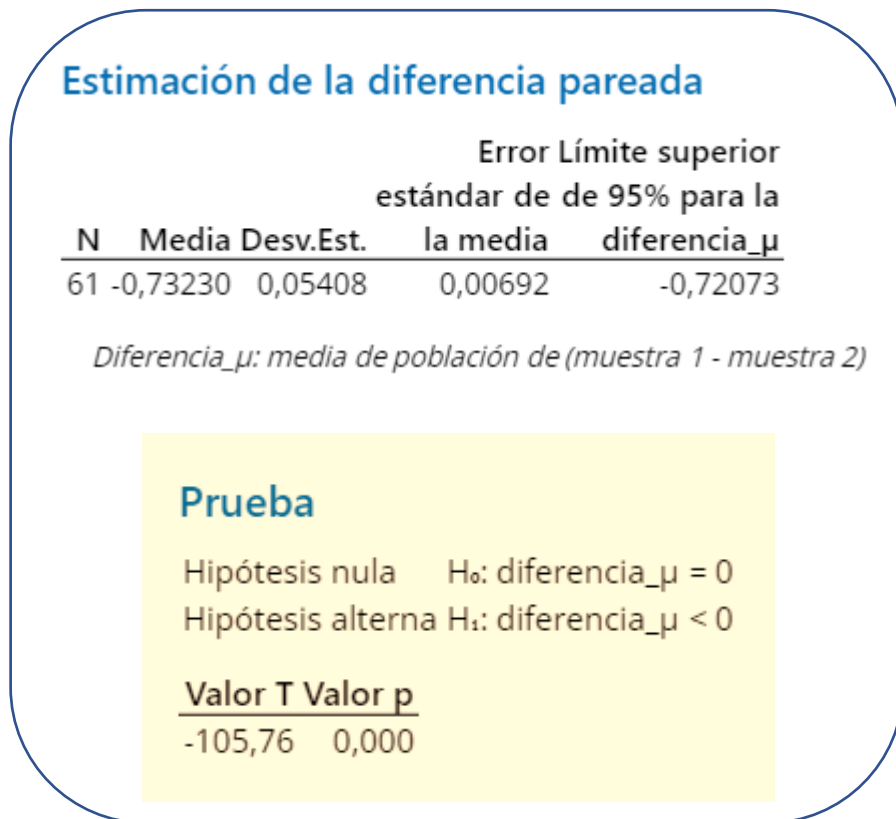 Estimación de la diferencia pareada
Error Límite superior
estándar de de 95% para la
N Media Desv.Est. la media diferencia_μ
61 -0,73230 0,05408 0,00692 -0,72073
Diferencia_μ: media de población de (muestra 1 - muestra 2)
Prueba
Hipótesis nula H₀: diferencia_μ = 0
Hipótesis alterna H₁: diferencia_μ < 0
Valor T Valor p
-105,76 0,000